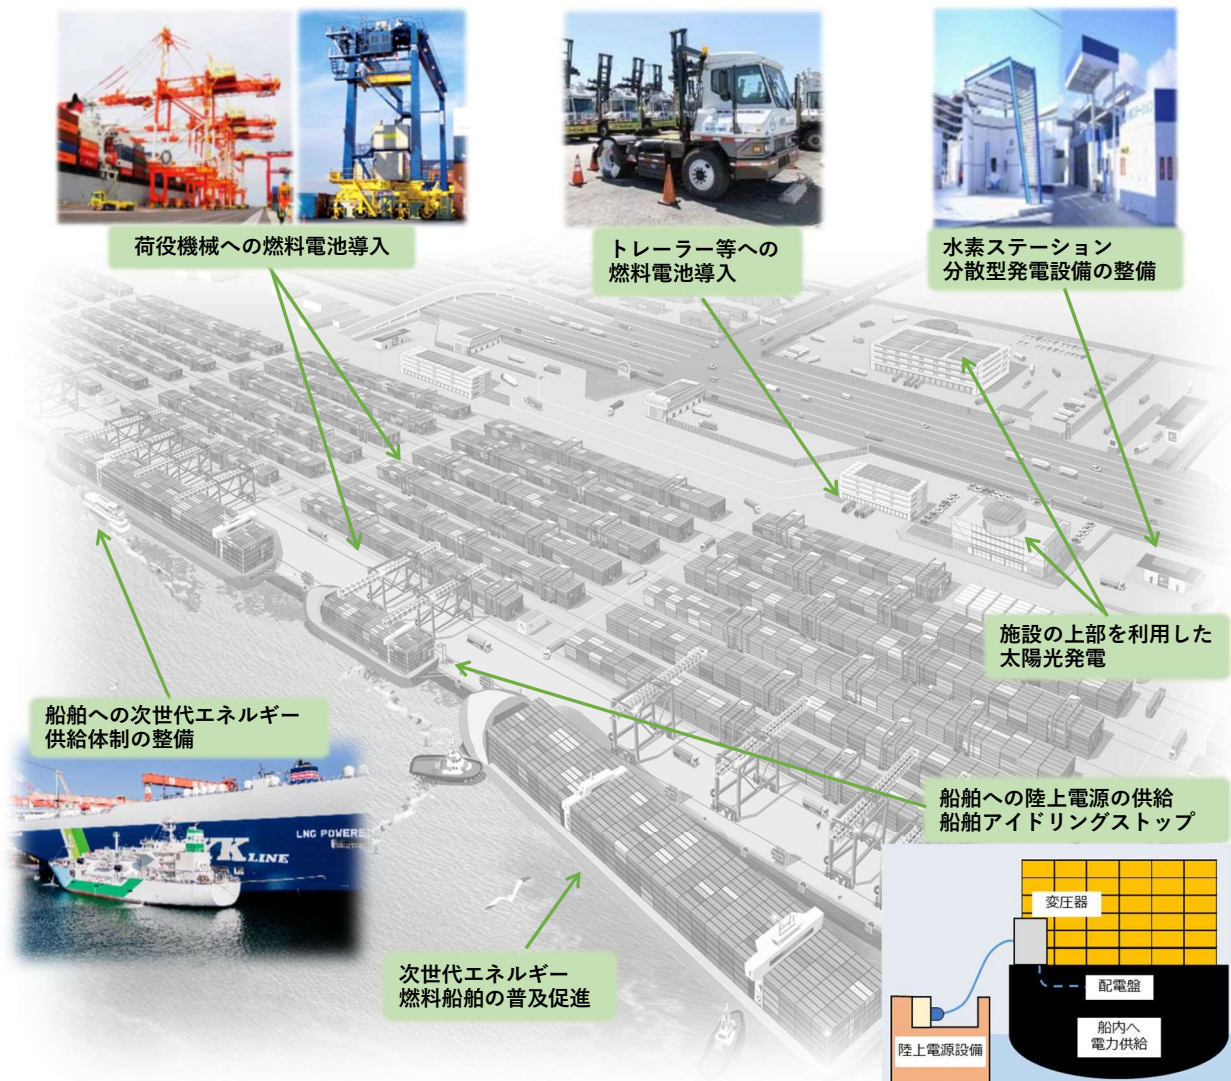 荷役機械への燃料電池導入
トレーラー等への
燃料電池導入
水素ステーション
分散型発電設備の整備
施設の上部を利用した
太陽光発電
船舶への次世代エネルギー
供給体制の整備
LNG POWERE
YK LINE
船舶への陸上電源の供給
船舶アイドリングストップ
次世代エネルギー
燃料船舶の普及促進
変圧器
配電盤
船内へ
電力供給
陸上電源設備